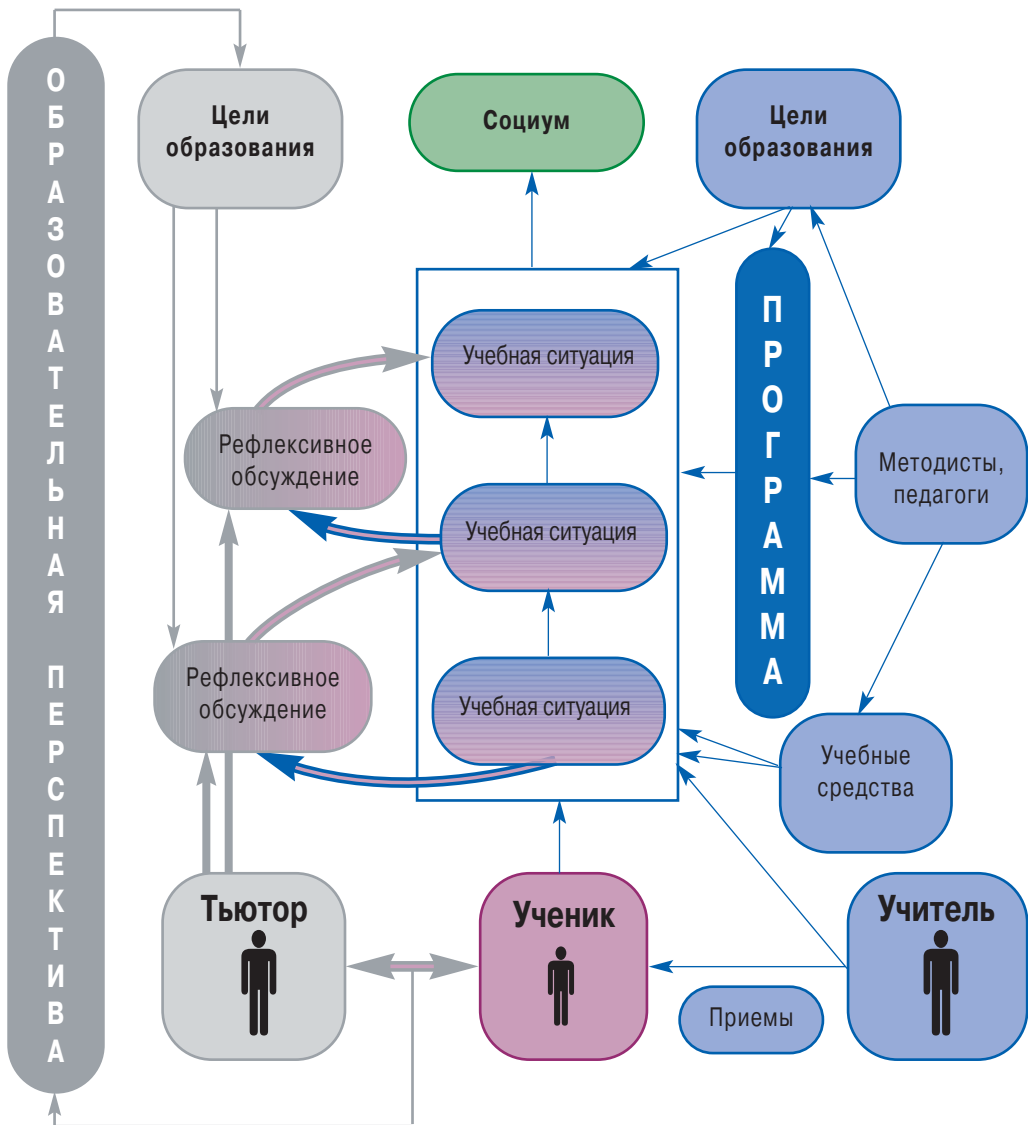 ОБРАЗОВАТЕЛЬНАЯ ПЕРСПЕКТИВА
Цели
образования
Социум
Цели
образования
ПРОГРАММА
Учебная ситуация
Рефлексивное
обсуждение
Методисты,
педагоги
Учебная ситуация
Рефлексивное
обсуждение
Учебная ситуация
Учебные
средства
Тьютор
Ученик
Учитель
Приемы